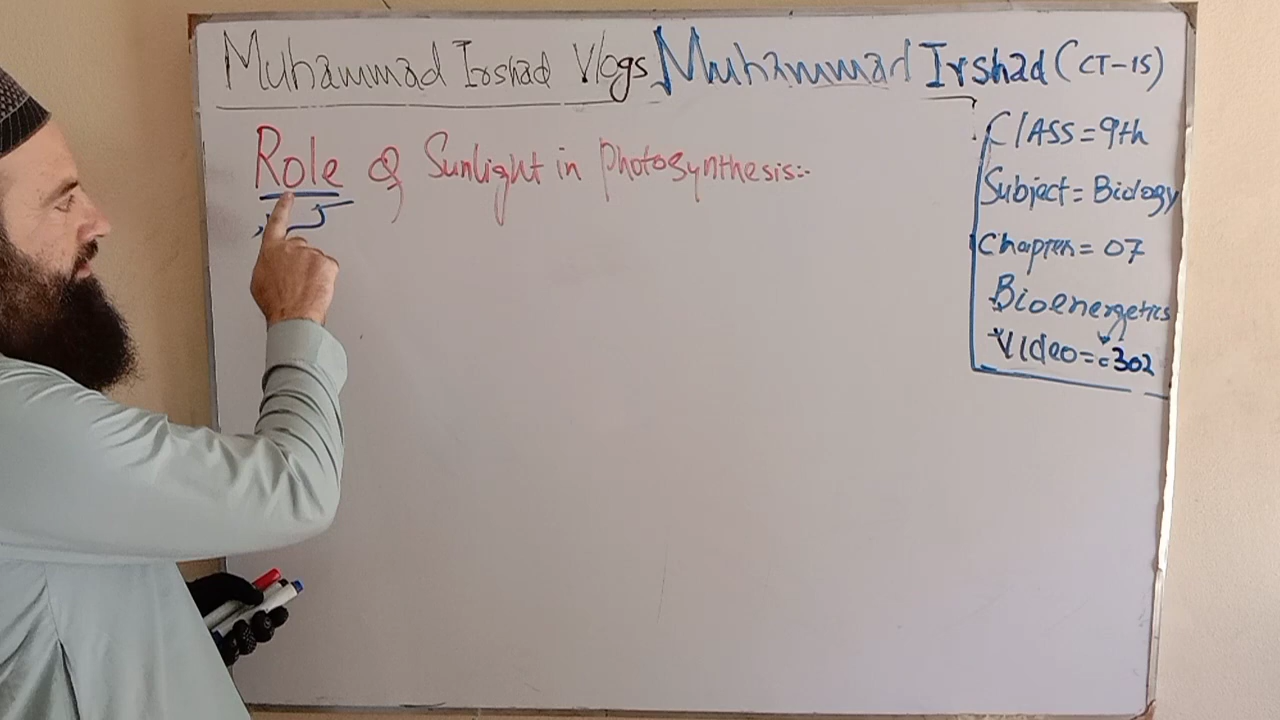 Muhammad Irshad Vlogs Muhammad Irshad (CT-15)
Role of Sunlight in Photosynthesis:-
Class = 9th
Subject = Biology
Chapter = 07
Bioenergetics
Video = 302